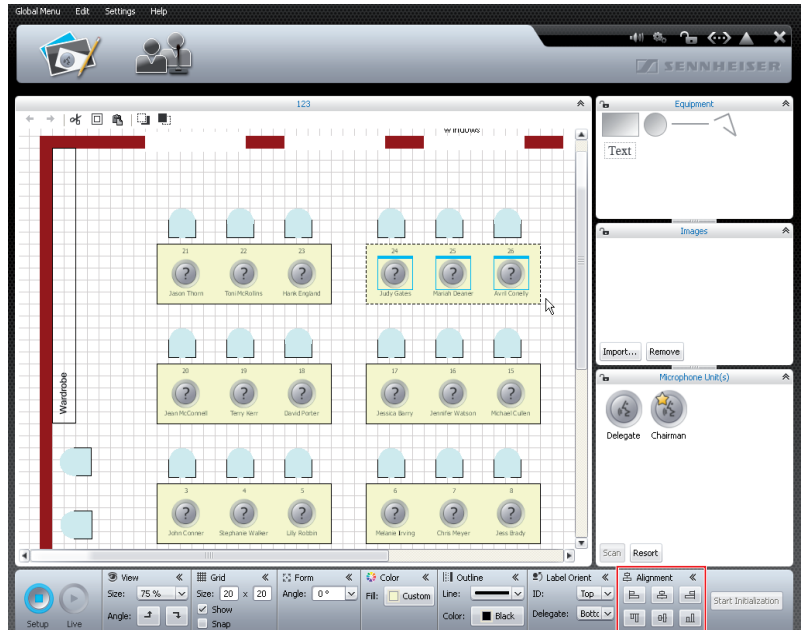 Global Menu Edit Settings Help
SENNHEISER
123
Windows
Wardrobe
21 22 23 24 25 26
Jason Thorn Toni McRollins Hank England Judy Gates Mariah Deaner Avril Conelly
20 19 18 17 16 15
Jean McConnell Terry Kerr David Porter Jessica Barry Jennifer Watson Michael Cullen
3 4 5 6 7 8
John Conner Stephanie Walker Lily Robbin Melanie Irving Chris Meyer Jess Brady
Equipment
Text
Images
Import... Remove
Microphone Unit(s)
Delegate Chairman
Scan Resort
Setup Live
View
Size: 75 %
Angle:
Grid
Size: 20 x 20
Show
Snap
Form
Angle: 0°
Color
Fill: Custom
Outline
Line:
Color: Black
Label Orient
ID: Top
Delegate: Bottc
Alignment
Start Initialization